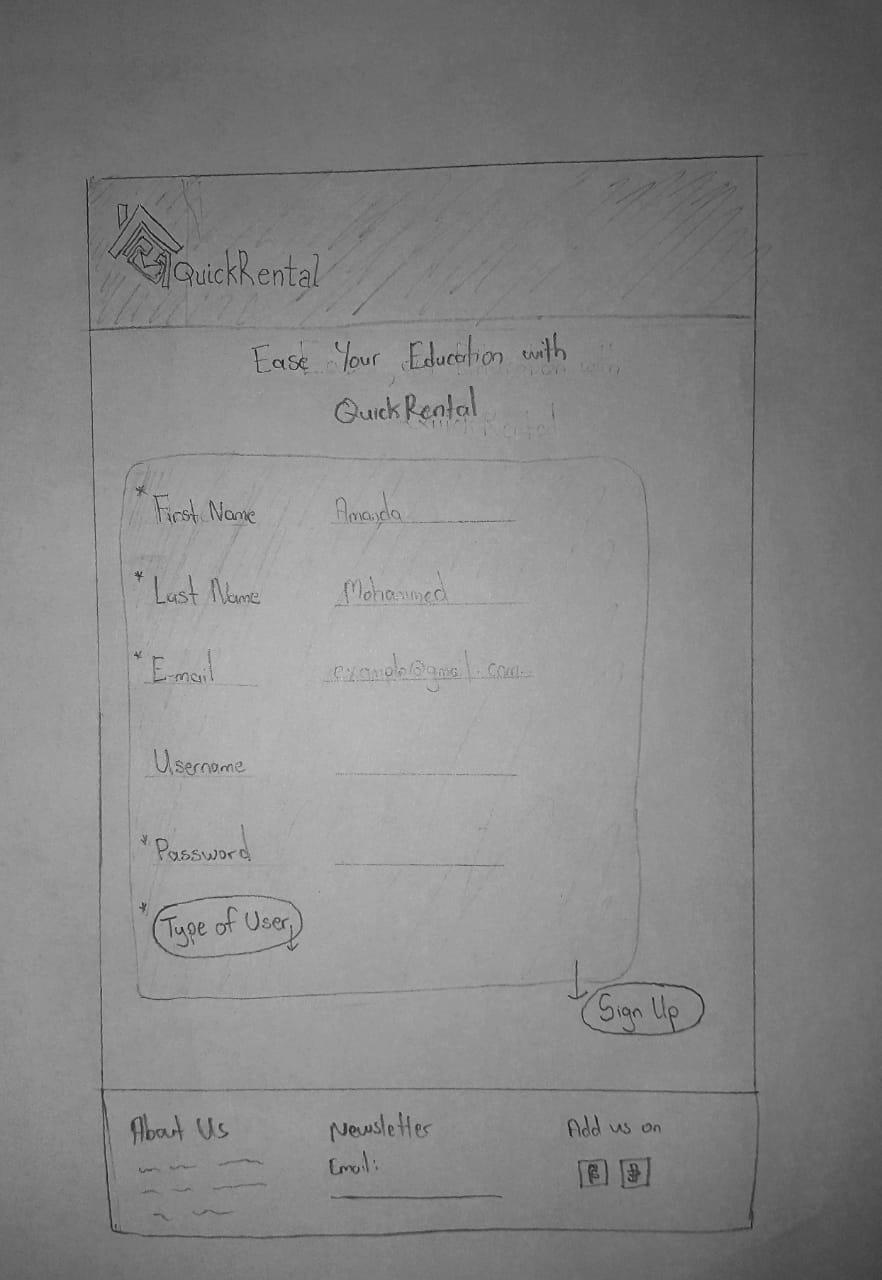 QuickRental
Ease Your Education with
QuickRental
* First Name Amanda
* Last Name Mohammed
* E-mail example@gmail.com
Username
* Password
* Type of User
Sign Up
About Us Newsletter Add us on
Email: